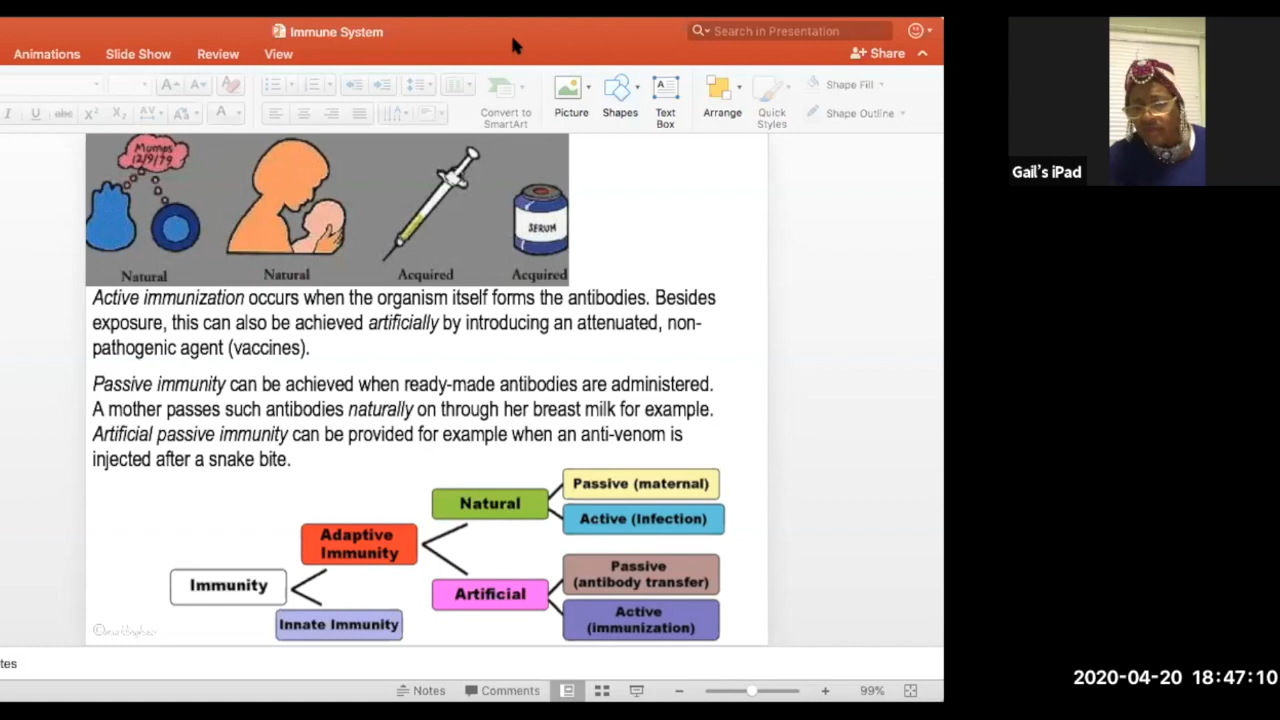 Immune System
Search in Presentation
Animations
Slide Show
Review
View
Share
A
A
Shape Fill
I
U
abc
X²
X₂
AV
A
Convert to
SmartArt
Picture
Shapes
Text
Box
Arrange
Quick
Styles
Shape Outline
Mumps
12/9/79
SERUM
Natural
Natural
Acquired
Acquired
Active immunization occurs when the organism itself forms the antibodies. Besides
exposure, this can also be achieved artificially by introducing an attenuated, non-
pathogenic agent (vaccines).
Passive immunity can be achieved when ready-made antibodies are administered.
A mother passes such antibodies naturally on through her breast milk for example.
Artificial passive immunity can be provided for example when an anti-venom is
injected after a snake bite.
Passive (maternal)
Natural
Active (Infection)
Adaptive
Immunity
Passive
(antibody transfer)
Immunity
Artificial
Active
(immunization)
Innate Immunity
tes
Notes
Comments
99%
Gail's iPad
2020-04-20 18:47:10